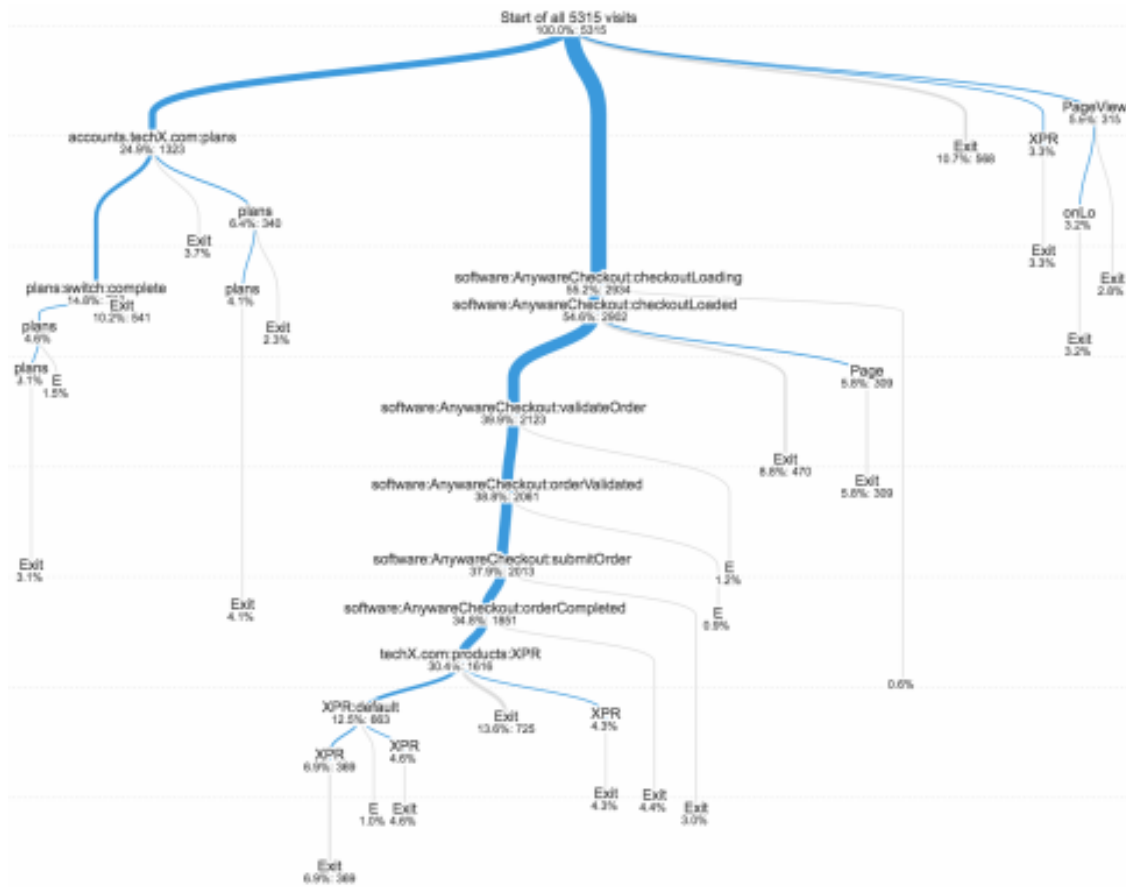 Start of all 5315 visits
100.0%: 5315
PageView
5.9%: 315
accounts.techX.com:plans
24.9%: 1323
Exit
10.7%: 568
XPR
3.3%
plans
6.4%: 340
onLo
3.2%
Exit
3.7%
Exit
3.3%
software:AnywareCheckout:checkoutLoading
55.2%: 2934
Exit
2.8%
plans:switch:complete
14.8%:
Exit
10.2%: 541
plans
4.1%
software:AnywareCheckout:checkoutLoaded
54.6%: 2902
plans
4.6%
Exit
2.3%
Exit
3.2%
plans
3.1%
E
1.5%
Page
5.8%: 309
software:AnywareCheckout:validateOrder
39.9%: 2123
Exit
8.8%: 470
Exit
5.8%: 309
software:AnywareCheckout:orderValidated
38.8%: 2061
software:AnywareCheckout:submitOrder
37.9%: 2013
Exit
3.1%
E
1.2%
Exit
4.1%
software:AnywareCheckout:orderCompleted
34.8%: 1851
E
0.9%
techX.com:products:XPR
30.4%: 1616
0.6%
XPR:default
12.5%: 663
Exit
13.6%: 725
XPR
4.3%
XPR
6.9%: 369
XPR
4.6%
E
1.0%
Exit
4.6%
Exit
4.3%
Exit
4.4%
Exit
3.0%
Exit
6.9%: 369